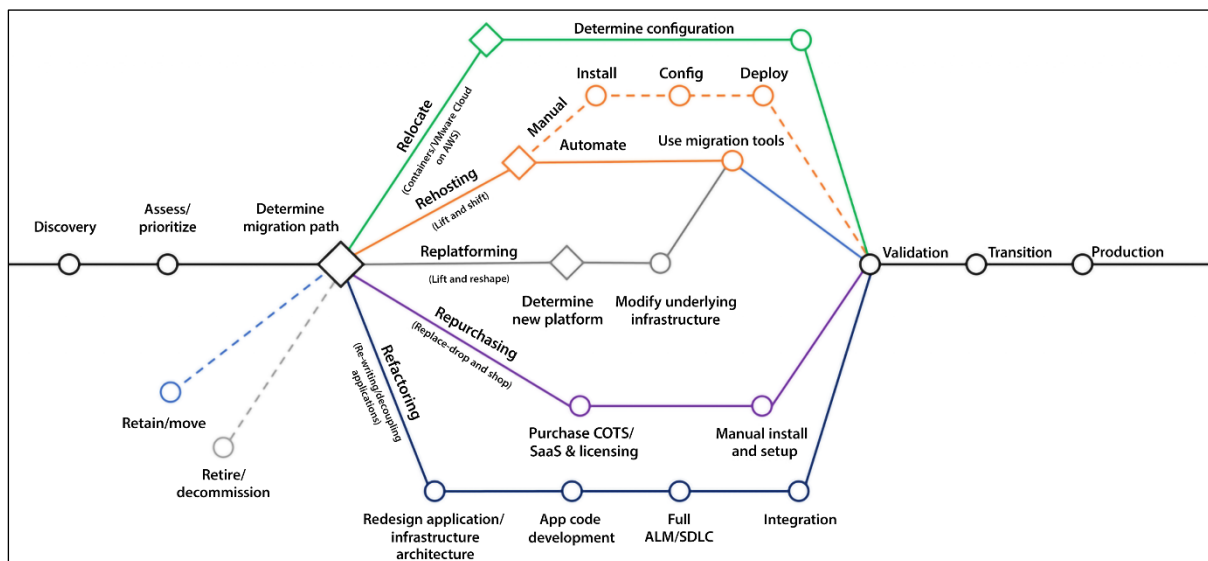 Determine configuration
Install
Config
Deploy
Manual
Relocate
(Containers/VMware Cloud
on AWS)
Automate
Use migration tools
Rehosting
(Lift and shift)
Discovery
Assess/
prioritize
Determine
migration path
Replatforming
(Lift and reshape)
Determine
new platform
Modify underlying
infrastructure
Validation
Transition
Production
Repurchasing
(Replace-drop and shop)
Refactoring
(Re-writing/decoupling
applications)
Retain/move
Retire/
decommission
Purchase COTS/
SaaS & licensing
Manual install
and setup
Redesign application/
infrastructure
architecture
App code
development
Full
ALM/SDLC
Integration